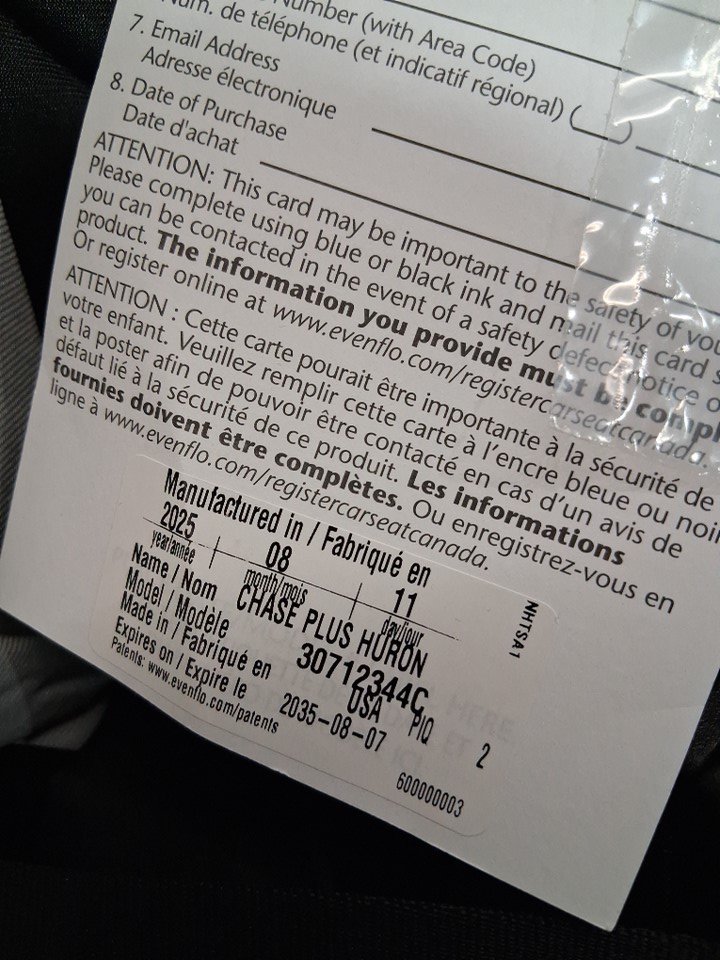 Number (with Area Code)
Num. de téléphone (et indicatif régional) (
)
7. Email Address
Adresse électronique
8. Date of Purchase
Date d'achat
ATTENTION: This card may be important to the safety of
Please complete using blue or black ink and mail this card
you can be contacted in the event of a safety defect notice
product. The information you provide must be
Or register online at www.evenflo.com/registercarseatcanada.
ATTENTION : Cette carte pourait être importante à la sécurité de
votre enfant. Veuillez remplir cette carte à l'encre bleue ou
et la poster afin de pouvoir être contacté en cas d'un avis de
défaut lié à la sécurité de ce produit. Les informations
fournies doivent être complètes. Ou enregistrez-vous en
ligne à www.evenflo.com/registercarseatcanada.
Manufactured in / Fabriqué en
2025 08 11
year/année month/mois day/jour
Name / Nom CHASE PLUS HURON
Model / Modèle 30712344C
Made in / Fabriqué en USA PIQ
Expires on / Expire le 2035-08-07 2
Patents: www.evenflo.com/patents
600000003
NHTSA1